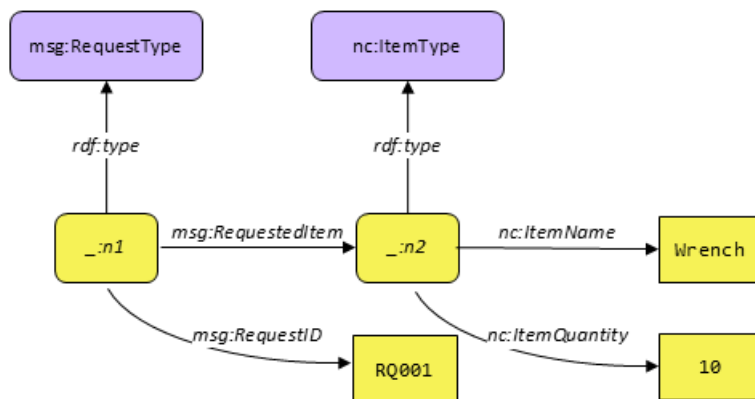 msg:RequestType
nc:ItemType
rdf:type
rdf:type
_:n1
msg:RequestedItem
_:n2
nc:ItemName
Wrench
msg:RequestID
RQ001
nc:ItemQuantity
10